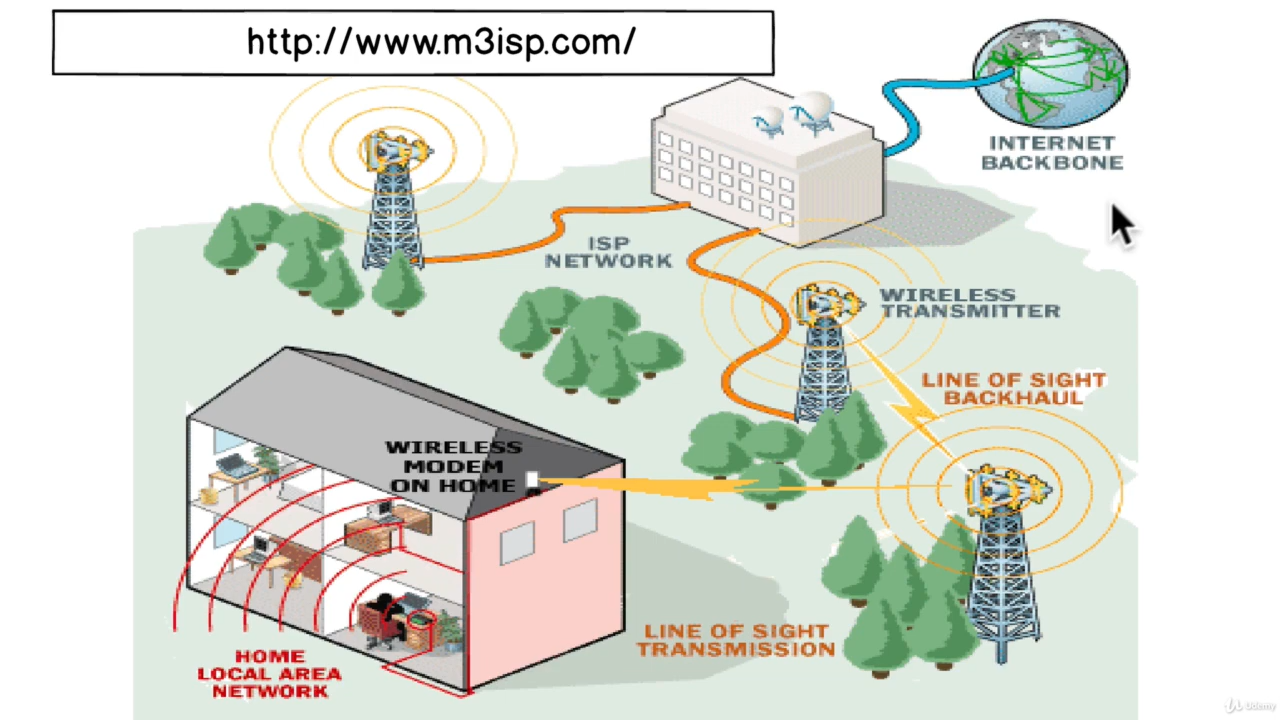 http://www.m3isp.com/
INTERNET
BACKBONE
ISP
NETWORK
WIRELESS
TRANSMITTER
LINE OF SIGHT
BACKHAUL
WIRELESS
MODEM
ON HOME
LINE OF SIGHT
TRANSMISSION
HOME
LOCAL AREA
NETWORK
Udemy